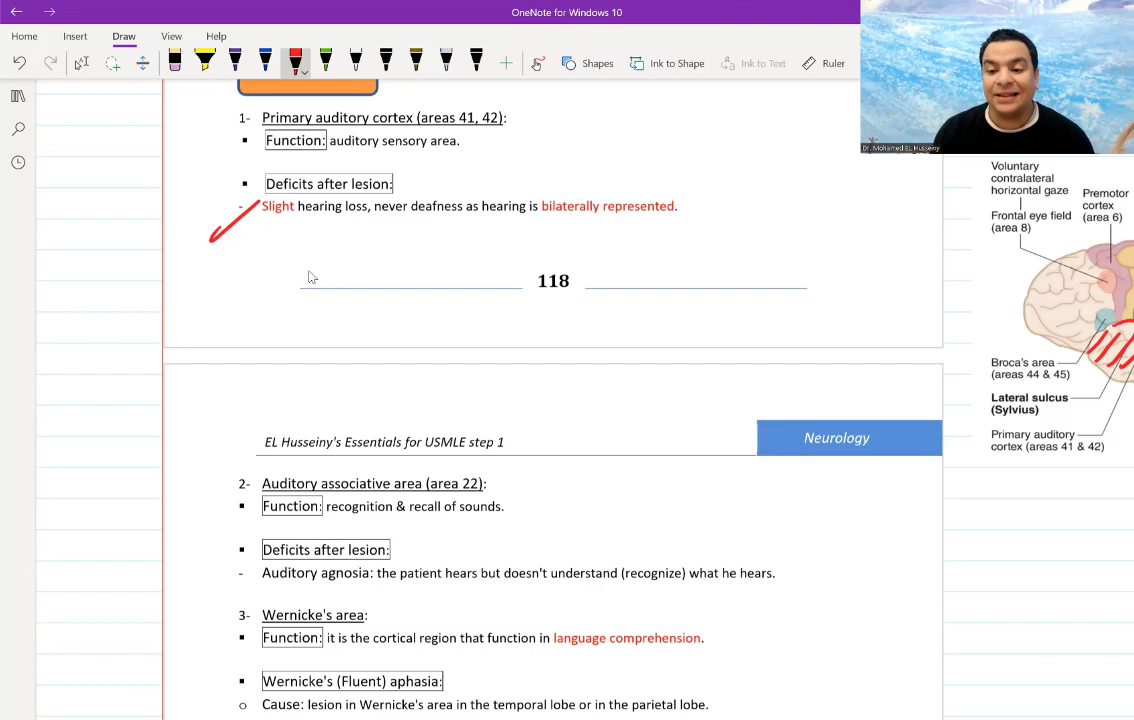 OneNote for Windows 10
Home Insert Draw View Help
Shapes Ink to Shape Ink to Text Ruler
Dr. Mohamed EL Husseiny
1- Primary auditory cortex (areas 41, 42):
▪ Function: auditory sensory area.
▪ Deficits after lesion:
- Slight hearing loss, never deafness as hearing is bilaterally represented.
118
EL Husseiny's Essentials for USMLE step 1
Neurology
2- Auditory associative area (area 22):
▪ Function: recognition & recall of sounds.
▪ Deficits after lesion:
- Auditory agnosia: the patient hears but doesn't understand (recognize) what he hears.
3- Wernicke's area:
▪ Function: it is the cortical region that function in language comprehension.
▪ Wernicke's (Fluent) aphasia:
o Cause: lesion in Wernicke's area in the temporal lobe or in the parietal lobe.
Voluntary
contralateral
horizontal gaze
Frontal eye field
(area 8)
Premotor
cortex
(area 6)
Broca's area
(areas 44 & 45)
Lateral sulcus
(Sylvius)
Primary auditory
cortex (areas 41 & 42)